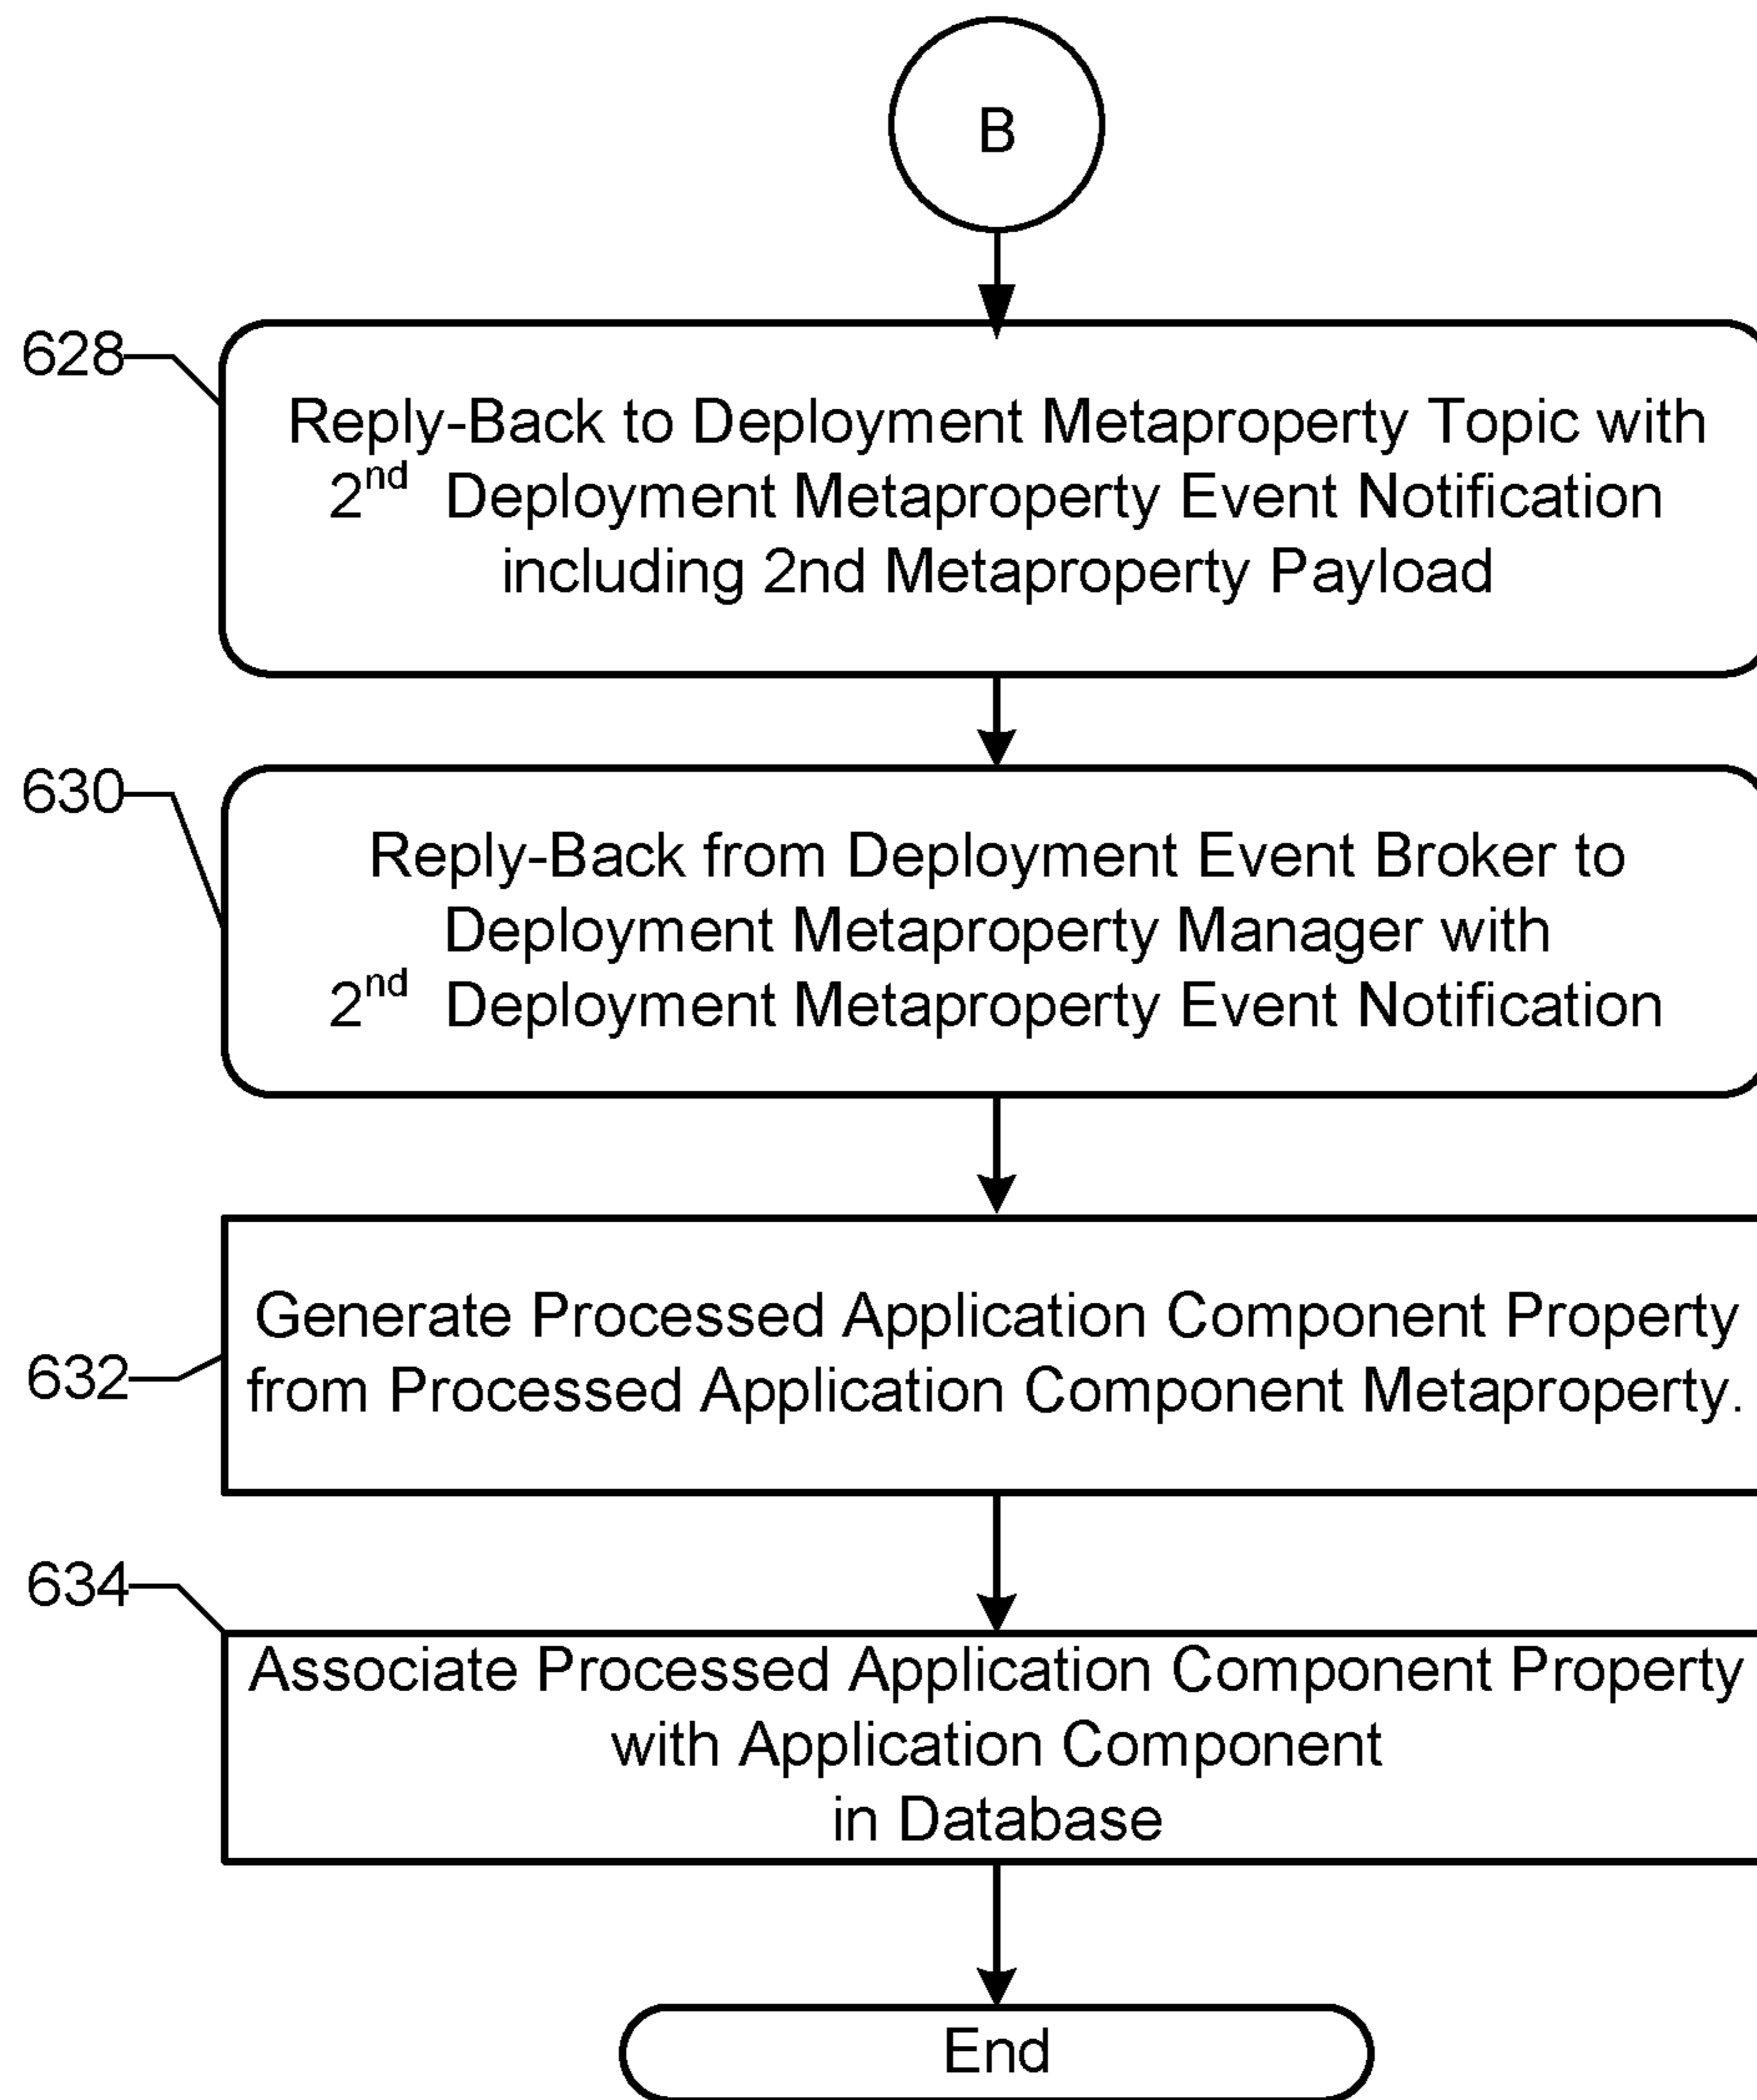 B
628
Reply-Back to Deployment Metaproperty Topic with
2nd Deployment Metaproperty Event Notification
including 2nd Metaproperty Payload
630
Reply-Back from Deployment Event Broker to
Deployment Metaproperty Manager with
2nd Deployment Metaproperty Event Notification
632
Generate Processed Application Component Property
from Processed Application Component Metaproperty.
634
Associate Processed Application Component Property
with Application Component
in Database
End